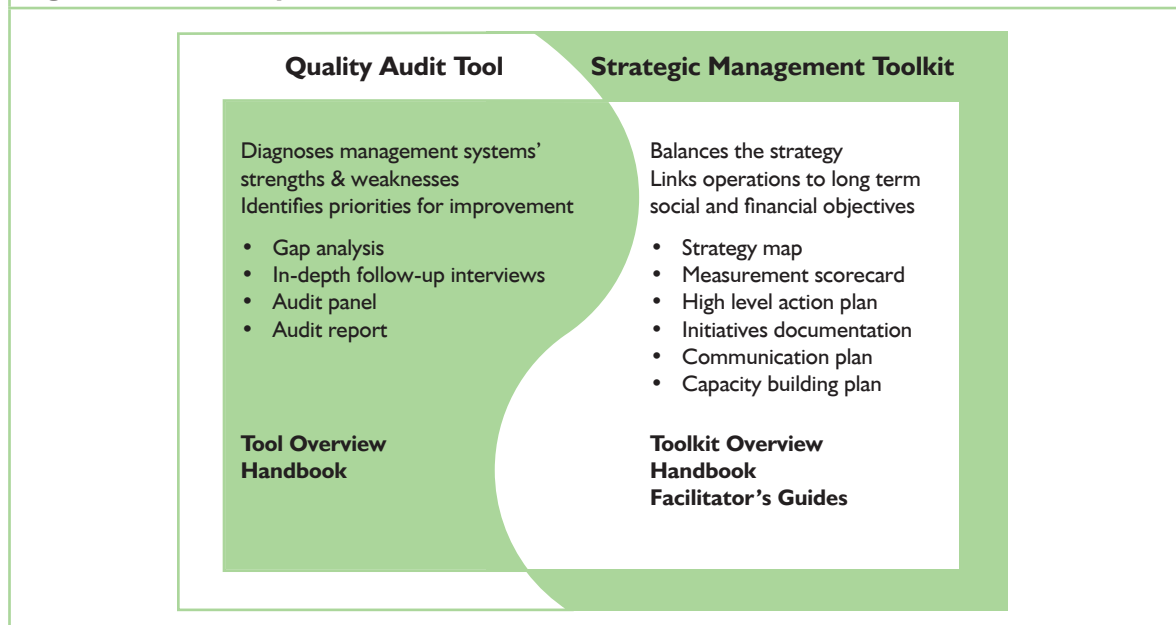 Quality Audit Tool
Diagnoses management systems’
strengths & weaknesses
Identifies priorities for improvement
• Gap analysis
• In-depth follow-up interviews
• Audit panel
• Audit report
Tool Overview
Handbook
Strategic Management Toolkit
Balances the strategy
Links operations to long term
social and financial objectives
• Strategy map
• Measurement scorecard
• High level action plan
• Initiatives documentation
• Communication plan
• Capacity building plan
Toolkit Overview
Handbook
Facilitator’s Guides